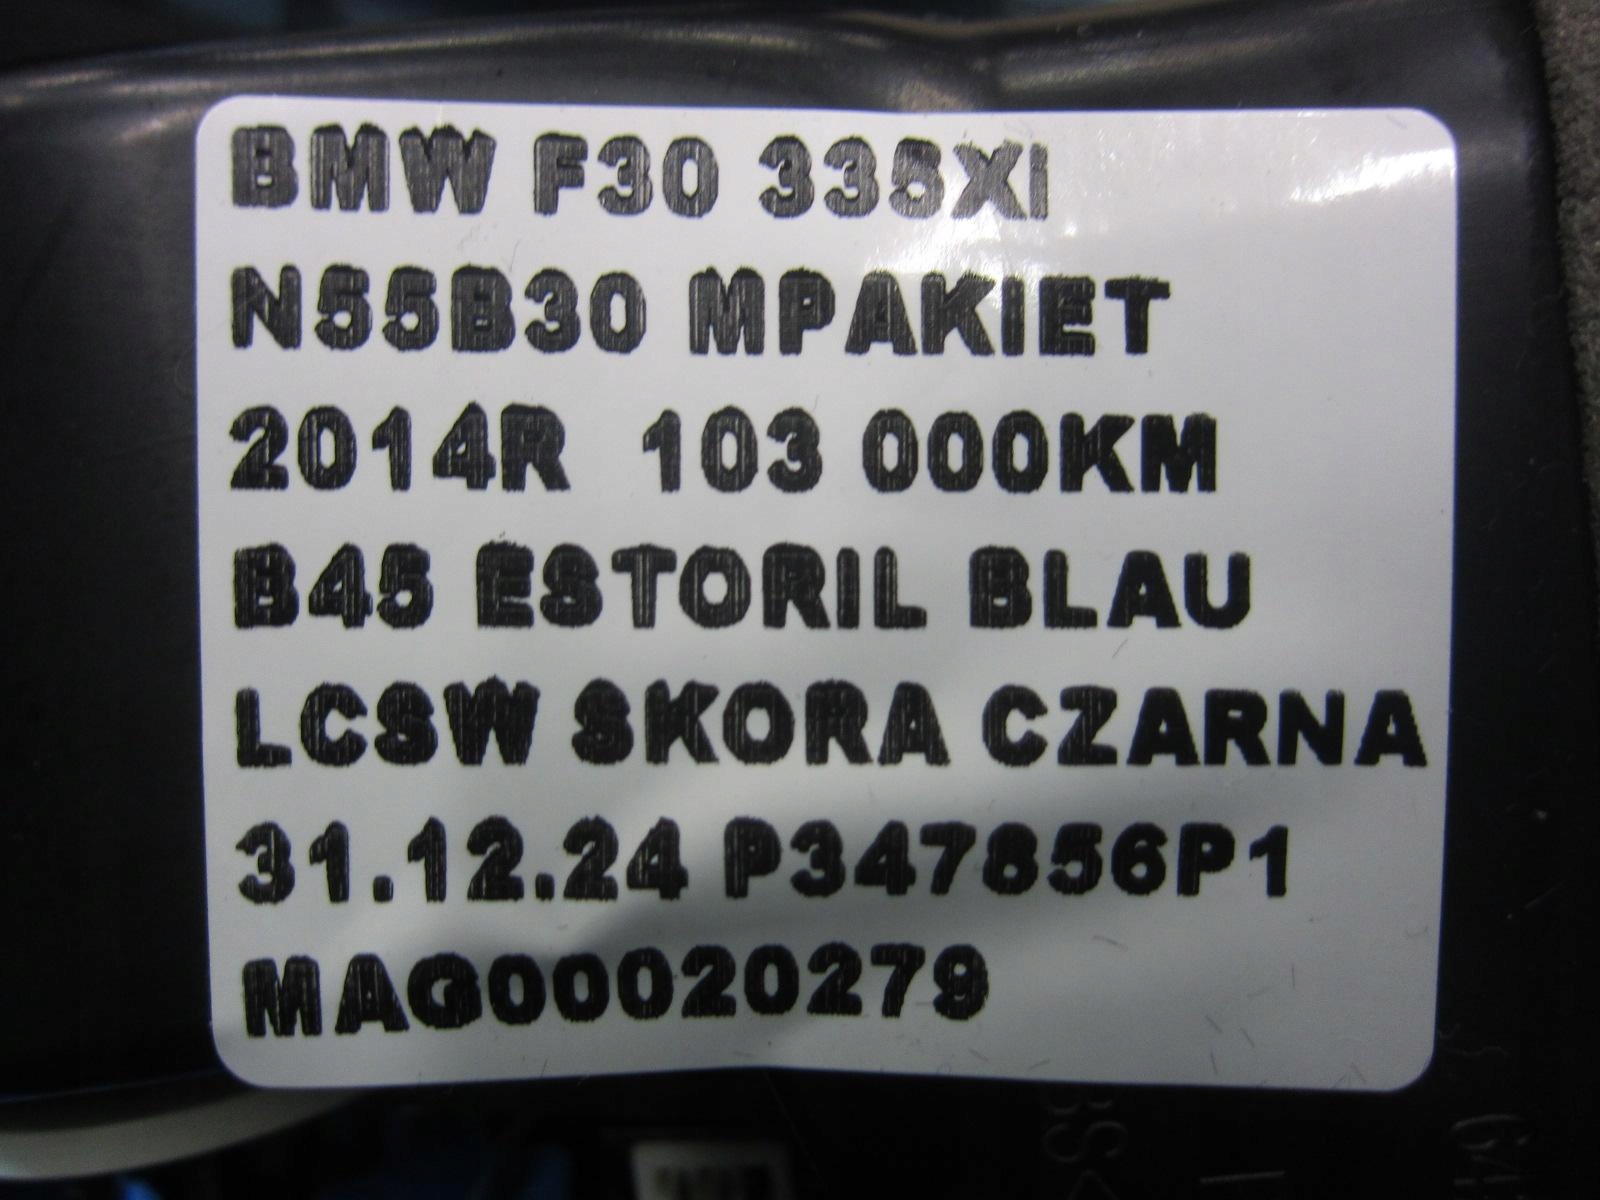 BMW F30 335XI
N55B30 MPAKIET
2014R 103 000KM
B45 ESTORIL BLAU
LCSW SKORA CZARNA
31.12.24 P347856P1
MAG00020279